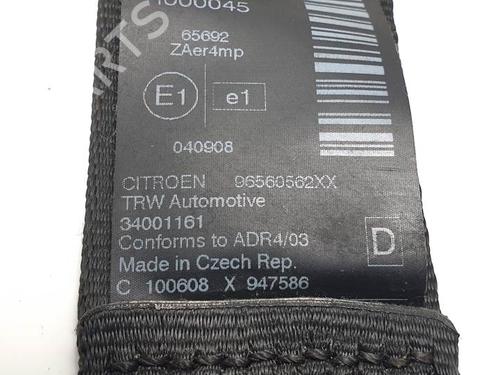 1000045
65692
ZAer4mp
E1 e1
040908
CITROEN 96560562XX
TRW Automotive
34001161
Conforms to ADR4/03
D
Made in Czech Rep.
C 100608 X 947586